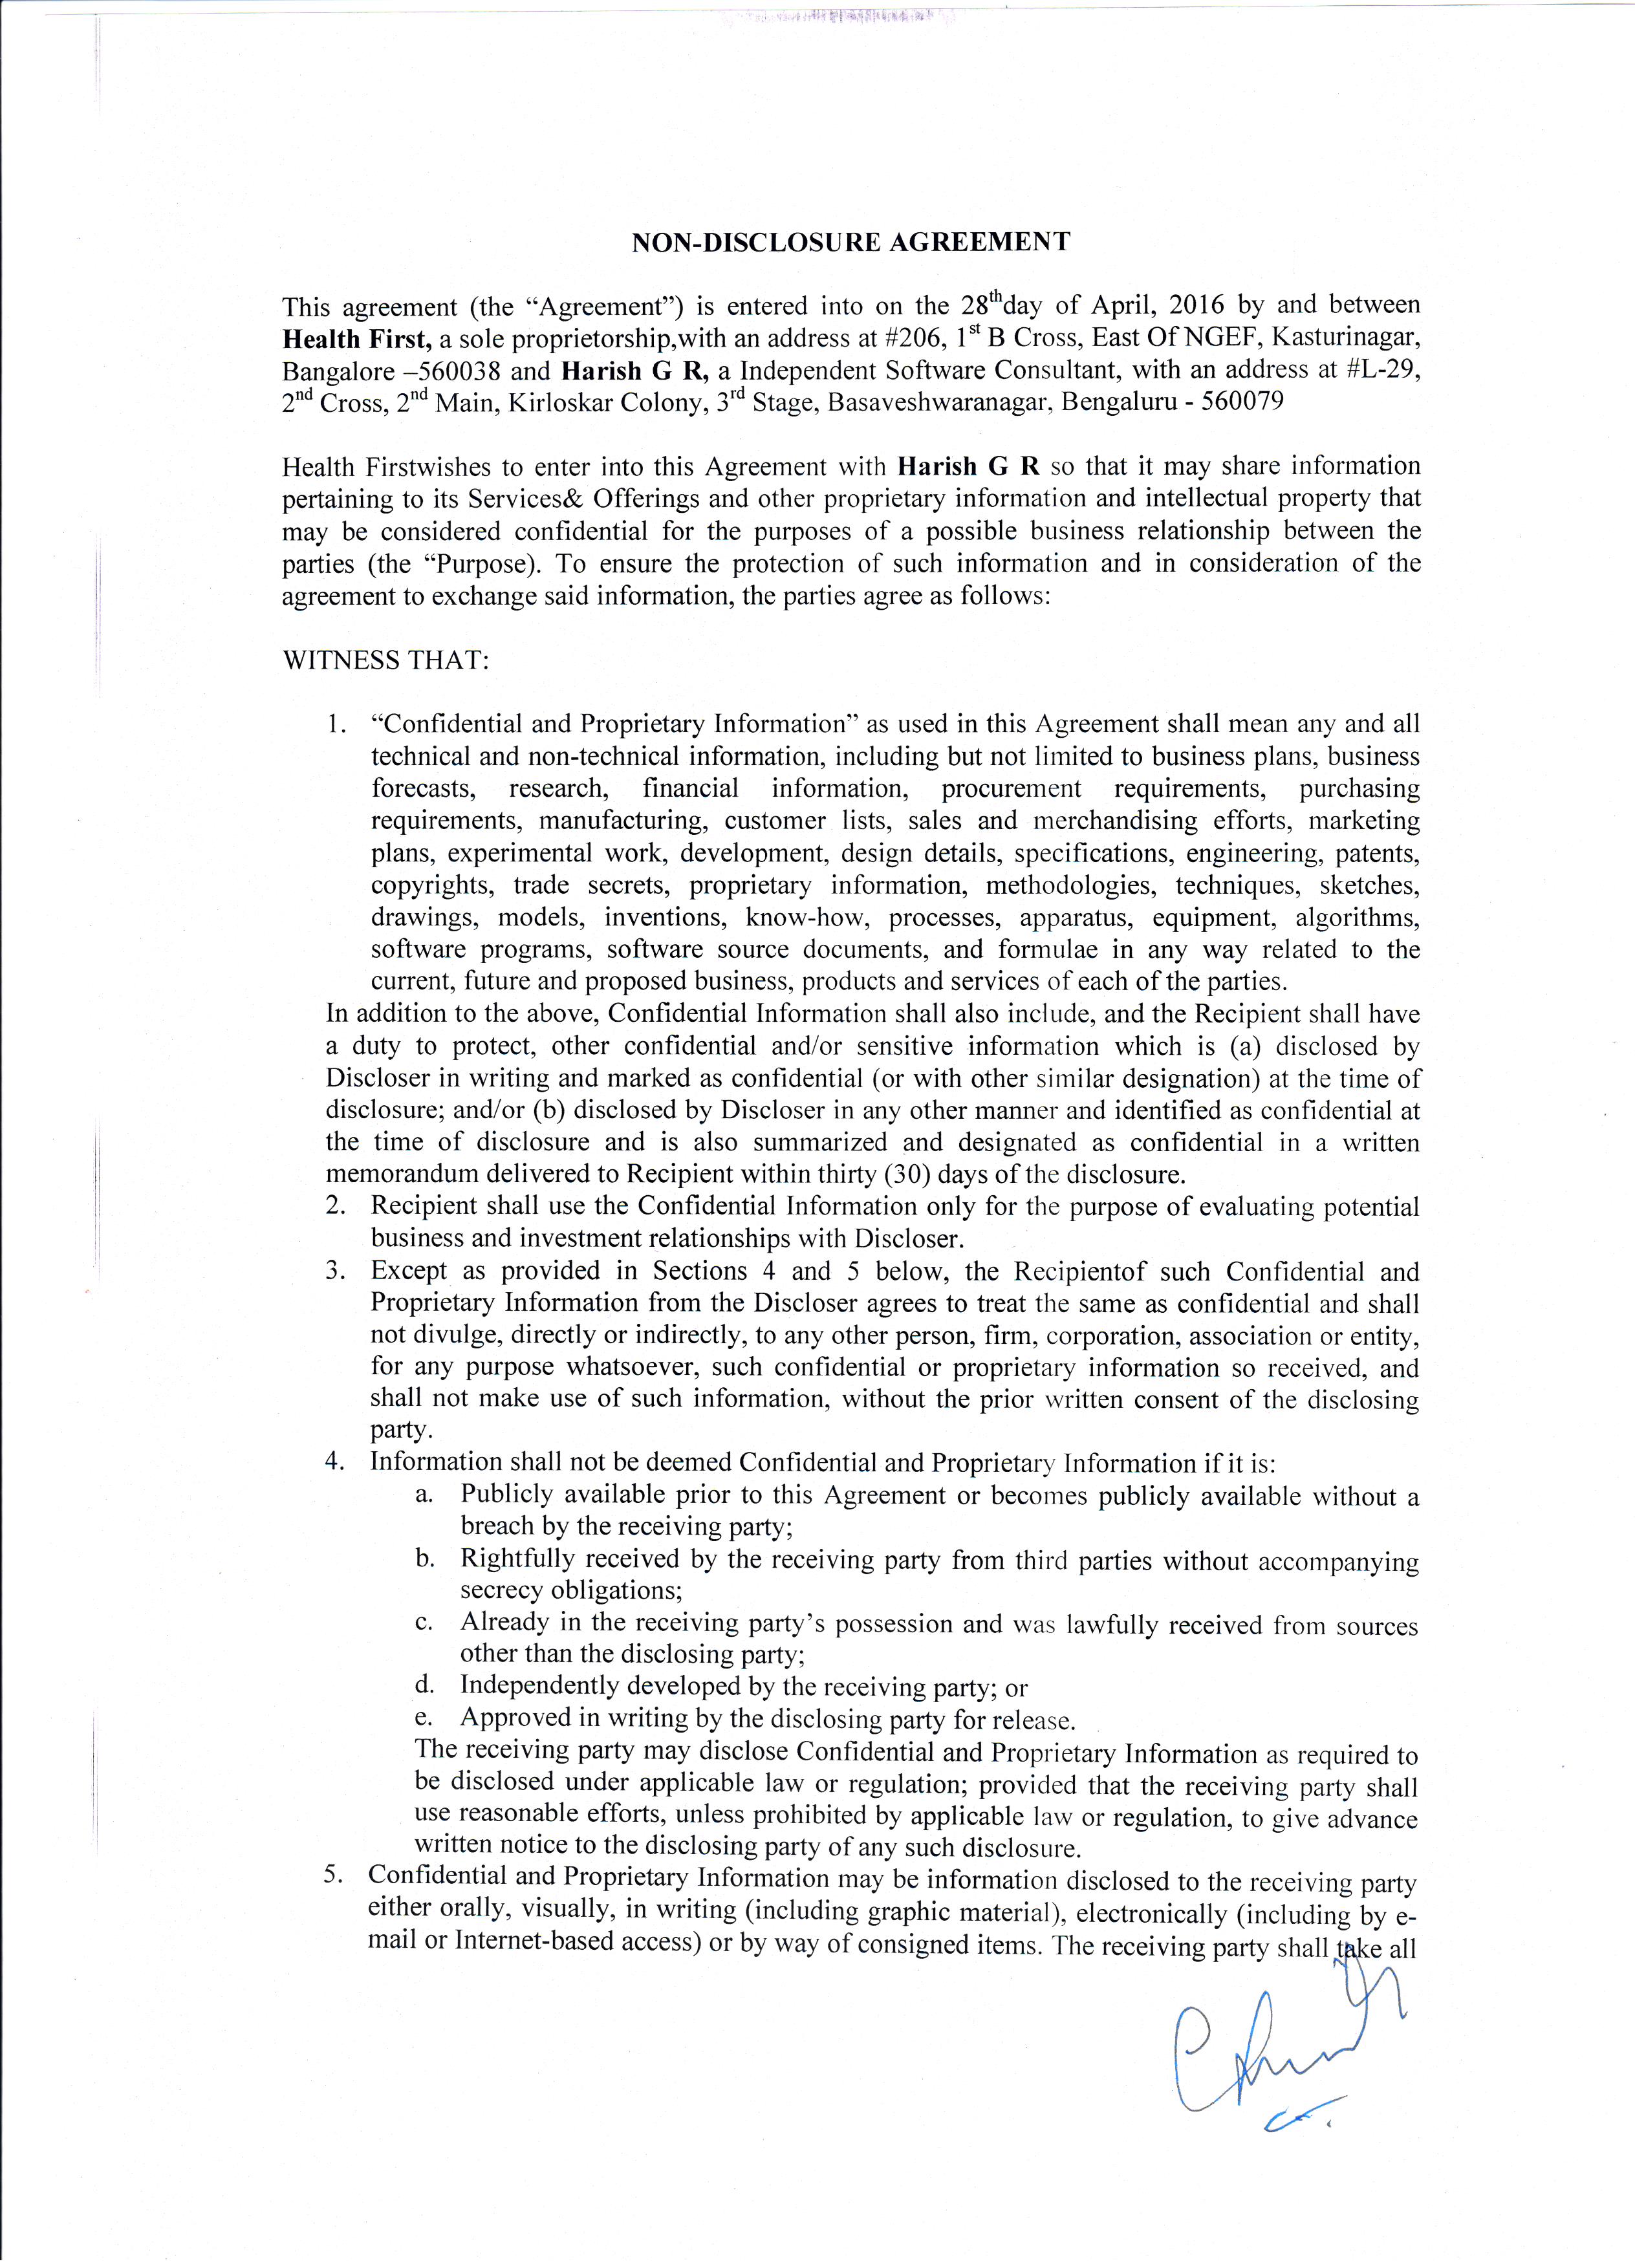 NON-DISCLOSURE AGREEMENT
This agreement (the “Agreement”) is entered into on the 28thday of April, 2016 by and between
Health First, a sole proprietorship,with an address at #206, 1st B Cross, East Of NGEF, Kasturinagar,
Bangalore –560038 and Harish G R, a Independent Software Consultant, with an address at #L-29,
2nd Cross, 2nd Main, Kirloskar Colony, 3rd Stage, Basaveshwaranagar, Bengaluru - 560079
Health Firstwishes to enter into this Agreement with Harish G R so that it may share information
pertaining to its Services& Offerings and other proprietary information and intellectual property that
may be considered confidential for the purposes of a possible business relationship between the
parties (the “Purpose). To ensure the protection of such information and in consideration of the
agreement to exchange said information, the parties agree as follows:
WITNESS THAT:
1. “Confidential and Proprietary Information” as used in this Agreement shall mean any and all
technical and non-technical information, including but not limited to business plans, business
forecasts, research, financial information, procurement requirements, purchasing
requirements, manufacturing, customer lists, sales and merchandising efforts, marketing
plans, experimental work, development, design details, specifications, engineering, patents,
copyrights, trade secrets, proprietary information, methodologies, techniques, sketches,
drawings, models, inventions, know-how, processes, apparatus, equipment, algorithms,
software programs, software source documents, and formulae in any way related to the
current, future and proposed business, products and services of each of the parties.
In addition to the above, Confidential Information shall also include, and the Recipient shall have
a duty to protect, other confidential and/or sensitive information which is (a) disclosed by
Discloser in writing and marked as confidential (or with other similar designation) at the time of
disclosure; and/or (b) disclosed by Discloser in any other manner and identified as confidential at
the time of disclosure and is also summarized and designated as confidential in a written
memorandum delivered to Recipient within thirty (30) days of the disclosure.
2. Recipient shall use the Confidential Information only for the purpose of evaluating potential
business and investment relationships with Discloser.
3. Except as provided in Sections 4 and 5 below, the Recipientof such Confidential and
Proprietary Information from the Discloser agrees to treat the same as confidential and shall
not divulge, directly or indirectly, to any other person, firm, corporation, association or entity,
for any purpose whatsoever, such confidential or proprietary information so received, and
shall not make use of such information, without the prior written consent of the disclosing
party.
4. Information shall not be deemed Confidential and Proprietary Information if it is:
a. Publicly available prior to this Agreement or becomes publicly available without a
breach by the receiving party;
b. Rightfully received by the receiving party from third parties without accompanying
secrecy obligations;
c. Already in the receiving party’s possession and was lawfully received from sources
other than the disclosing party;
d. Independently developed by the receiving party; or
e. Approved in writing by the disclosing party for release.
The receiving party may disclose Confidential and Proprietary Information as required to
be disclosed under applicable law or regulation; provided that the receiving party shall
use reasonable efforts, unless prohibited by applicable law or regulation, to give advance
written notice to the disclosing party of any such disclosure.
5. Confidential and Proprietary Information may be information disclosed to the receiving party
either orally, visually, in writing (including graphic material), electronically (including by e-
mail or Internet-based access) or by way of consigned items. The receiving party shall take all